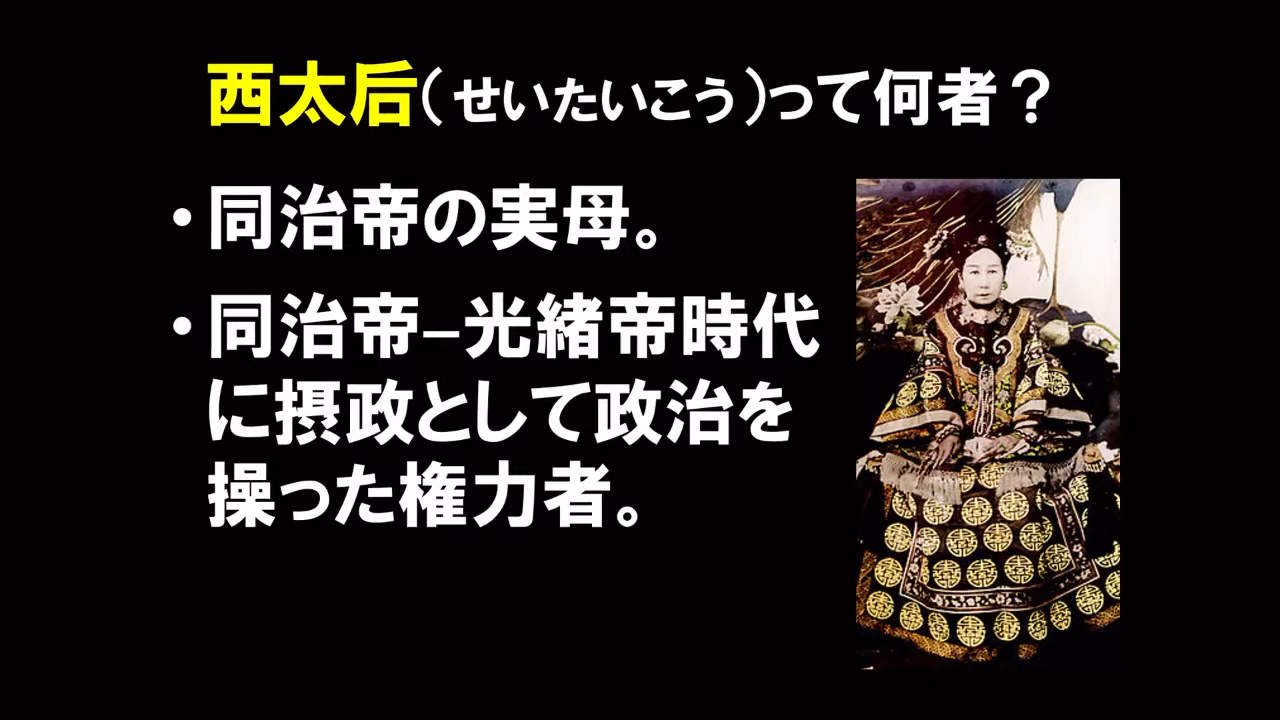 西太后（せいたいこう）って何者？
・同治帝の実母。
・同治帝–光緒帝時代
に摂政として政治を
操った権力者。